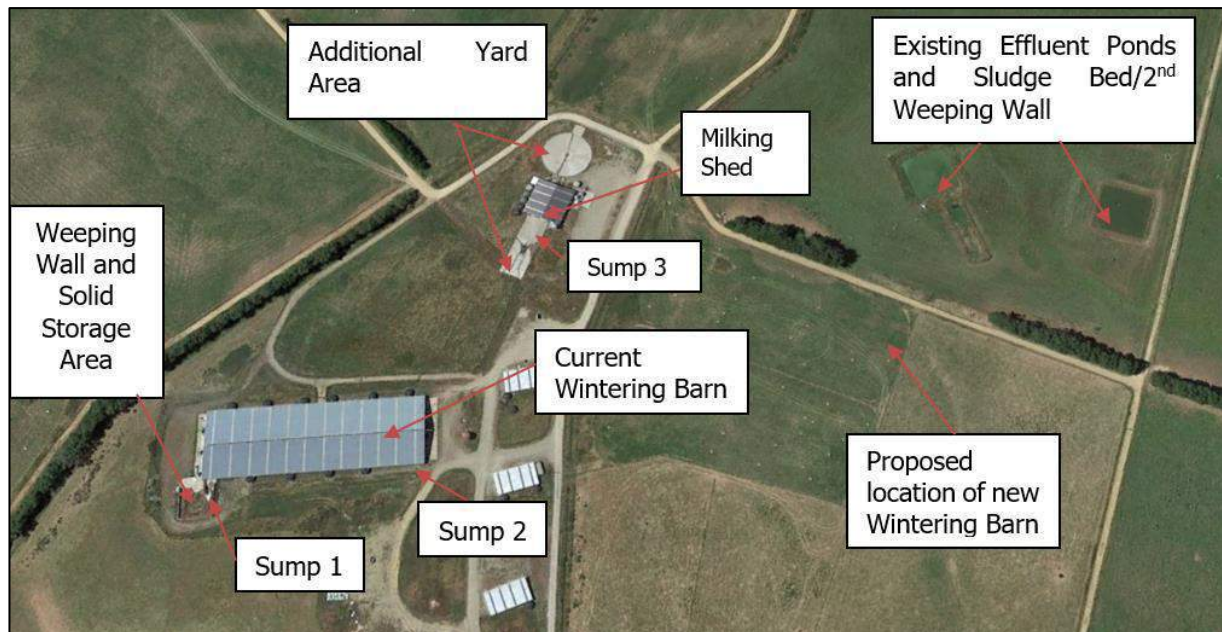 Additional Yard
Area
Existing Effluent Ponds
and Sludge Bed/2nd
Weeping Wall
Milking
Shed
Weeping
Wall and
Solid
Storage
Area
Sump 3
Current
Wintering Barn
Proposed
location of new
Wintering Barn
Sump 2
Sump 1